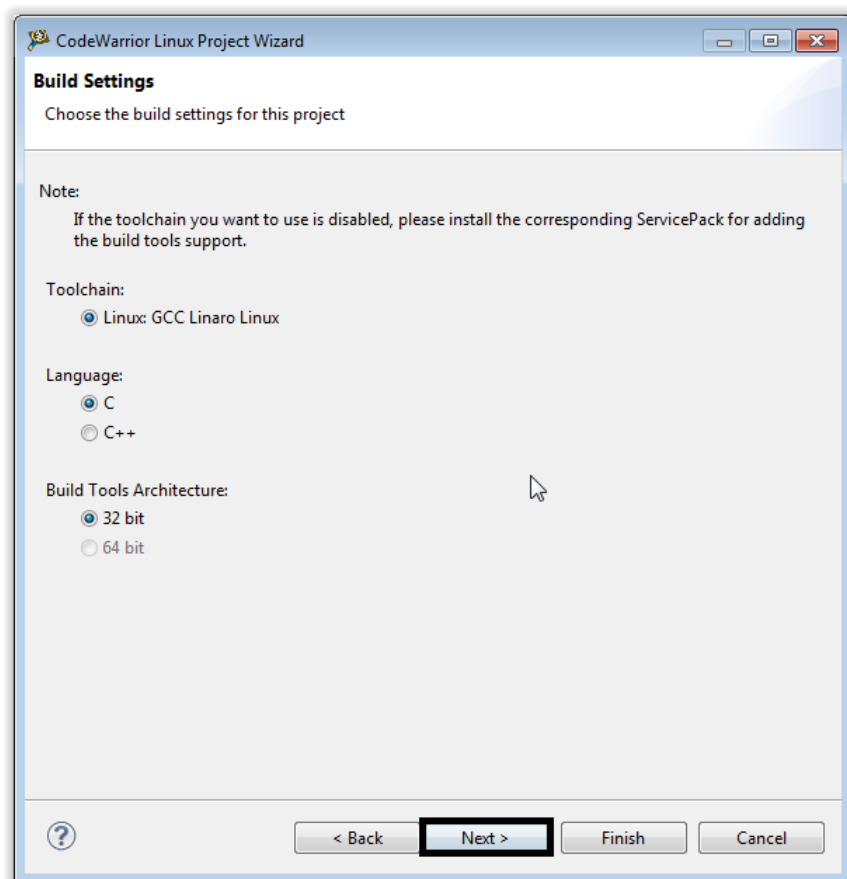 CodeWarrior Linux Project Wizard
Build Settings
Choose the build settings for this project
Note:
If the toolchain you want to use is disabled, please install the corresponding ServicePack for adding
the build tools support.
Toolchain:
Linux: GCC Linaro Linux
Language:
C
C++
Build Tools Architecture:
32 bit
64 bit
?
< Back
Next >
Finish
Cancel